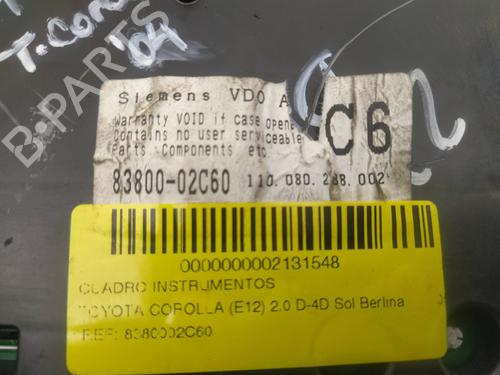 T. Coro
04
B-PARTS
Siemens VDO A
Warranty VOID if case opene
Contains no user serviceable
Parts Components etc
C6
83800-02C60 110.080.238.002
0000000002131548
CUADRO INSTRUMENTOS
TOYOTA COROLLA (E12) 2.0 D-4D Sol Berlina
REF: 8380002C60